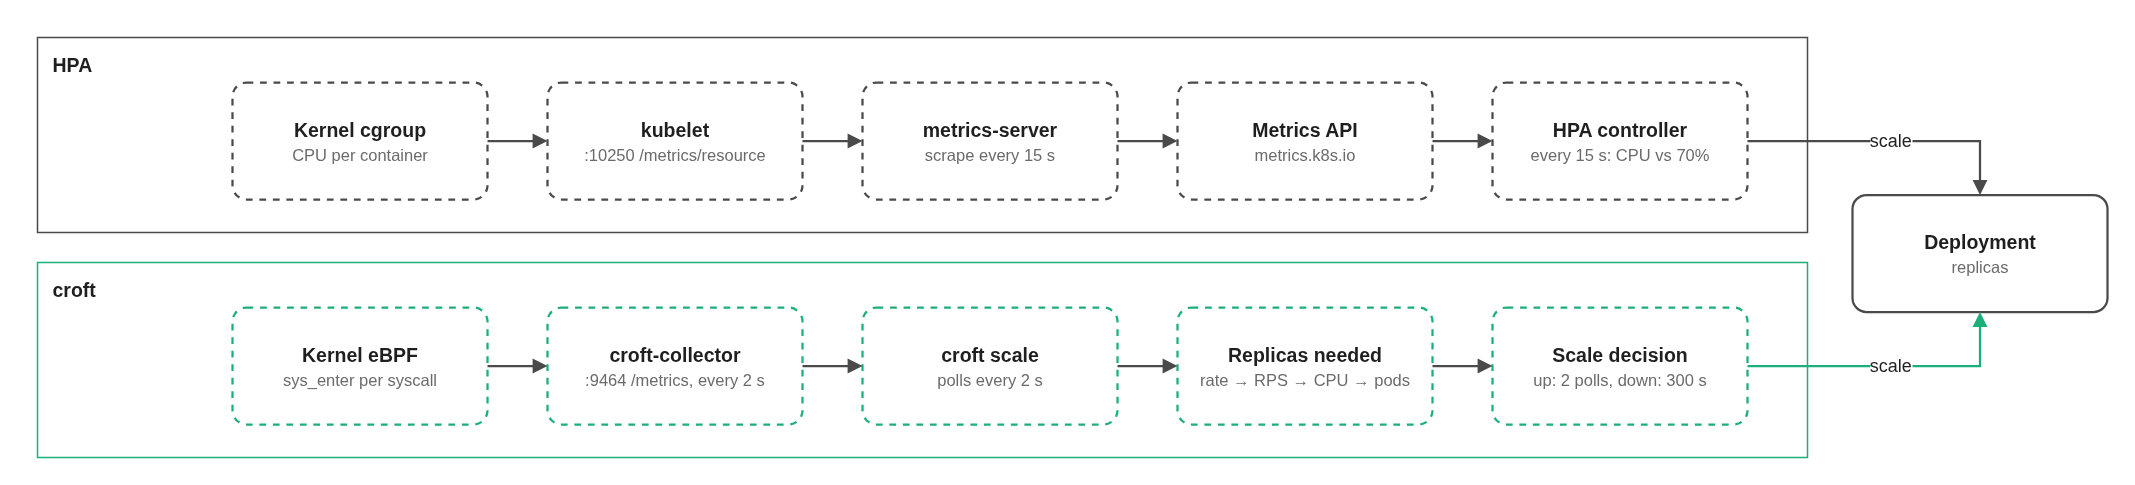 HPA
Kernel cgroup
CPU per container
kubelet
:10250 /metrics/resource
metrics-server
scrape every 15 s
Metrics API
metrics.k8s.io
HPA controller
every 15 s: CPU vs 70%
scale
Deployment
replicas
croft
Kernel eBPF
sys_enter per syscall
croft-collector
:9464 /metrics, every 2 s
croft scale
polls every 2 s
Replicas needed
rate → RPS → CPU → pods
Scale decision
up: 2 polls, down: 300 s
scale